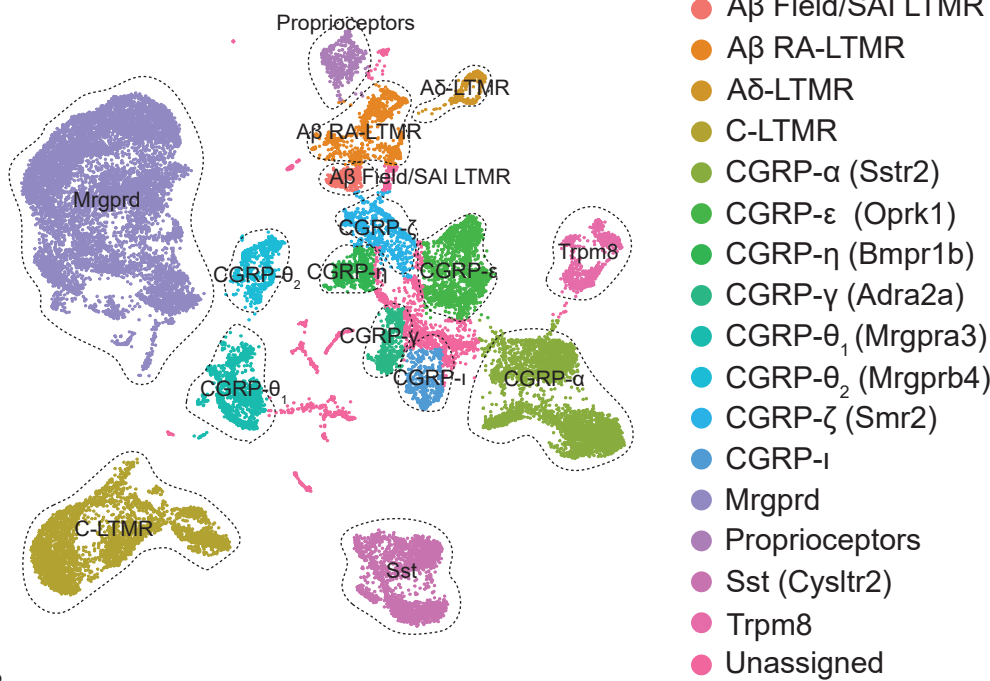 Proprioceptors
Aδ-LTMR
Aβ RA-LTMR
Aβ Field/SAI LTMR
Mrgprd
CGRP-ζ
Trpm8
CGRP-θ2
CGRP-η
CGRP-ε
CGRP-γ
CGRP-ι
CGRP-α
CGRP-θ1
C-LTMR
Sst
Aβ Field/SAI LTMR
Aβ RA-LTMR
Aδ-LTMR
C-LTMR
CGRP-α (Sstr2)
CGRP-ε (Oprk1)
CGRP-η (Bmpr1b)
CGRP-γ (Adra2a)
CGRP-θ1 (Mrgpra3)
CGRP-θ2 (Mrgprb4)
CGRP-ζ (Smr2)
CGRP-ι
Mrgprd
Proprioceptors
Sst (Cysltr2)
Trpm8
Unassigned